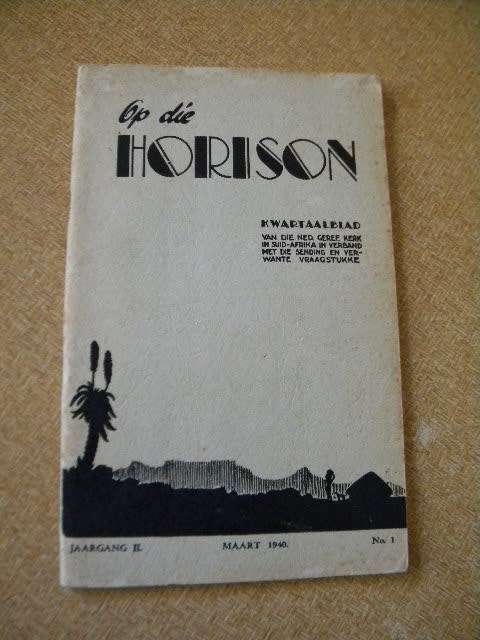 Op die
HORISON
KWARTAALBLAD
VAN DIE NED. GEREF. KERK
IN SUID-AFRIKA IN VERBAND
MET DIE SENDING EN VER-
WANTE VRAAGSTUKKE
JAARGANG II. MAART 1940. No. 1